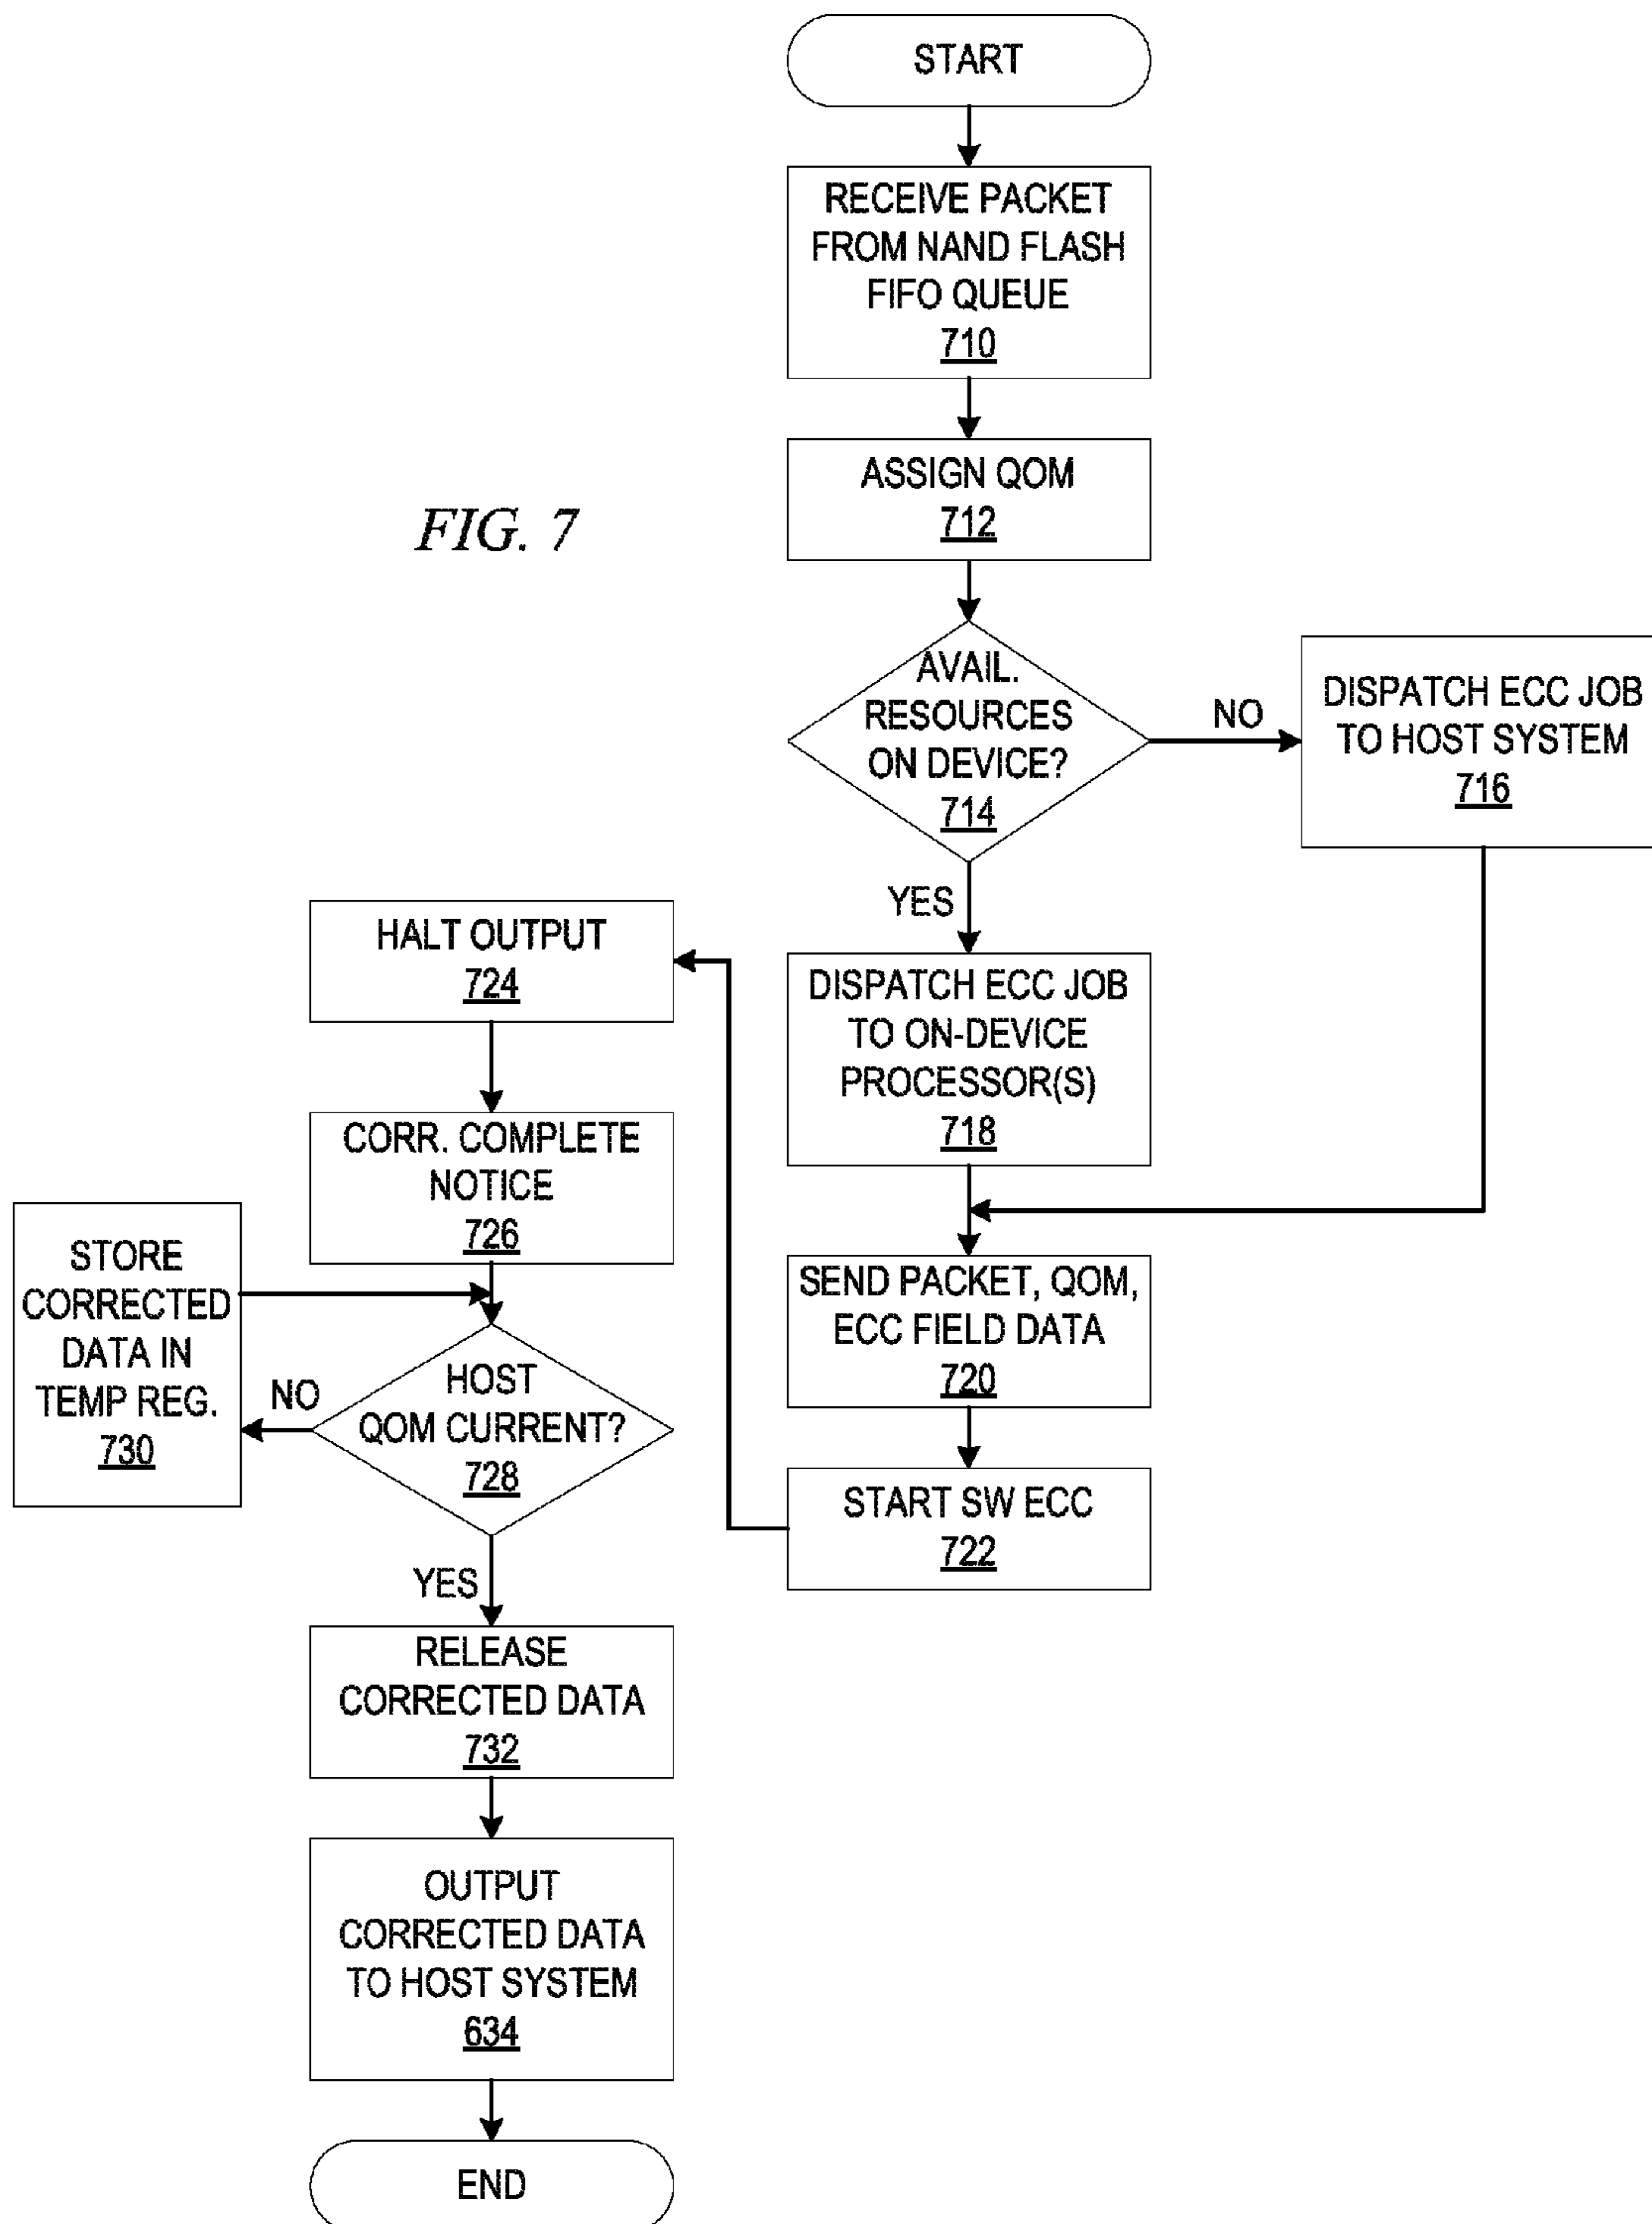 START
RECEIVE PACKET
FROM NAND FLASH
FIFO QUEUE
710
ASSIGN QOM
712
FIG. 7
AVAIL.
RESOURCES
ON DEVICE?
714
NO
DISPATCH ECC JOB
TO HOST SYSTEM
716
YES
DISPATCH ECC JOB
TO ON-DEVICE
PROCESSOR(S)
718
SEND PACKET, QOM,
ECC FIELD DATA
720
START SW ECC
722
HALT OUTPUT
724
CORR. COMPLETE
NOTICE
726
HOST
QOM CURRENT?
728
NO
STORE
CORRECTED
DATA IN
TEMP REG.
730
YES
RELEASE
CORRECTED DATA
732
OUTPUT
CORRECTED DATA
TO HOST SYSTEM
634
END